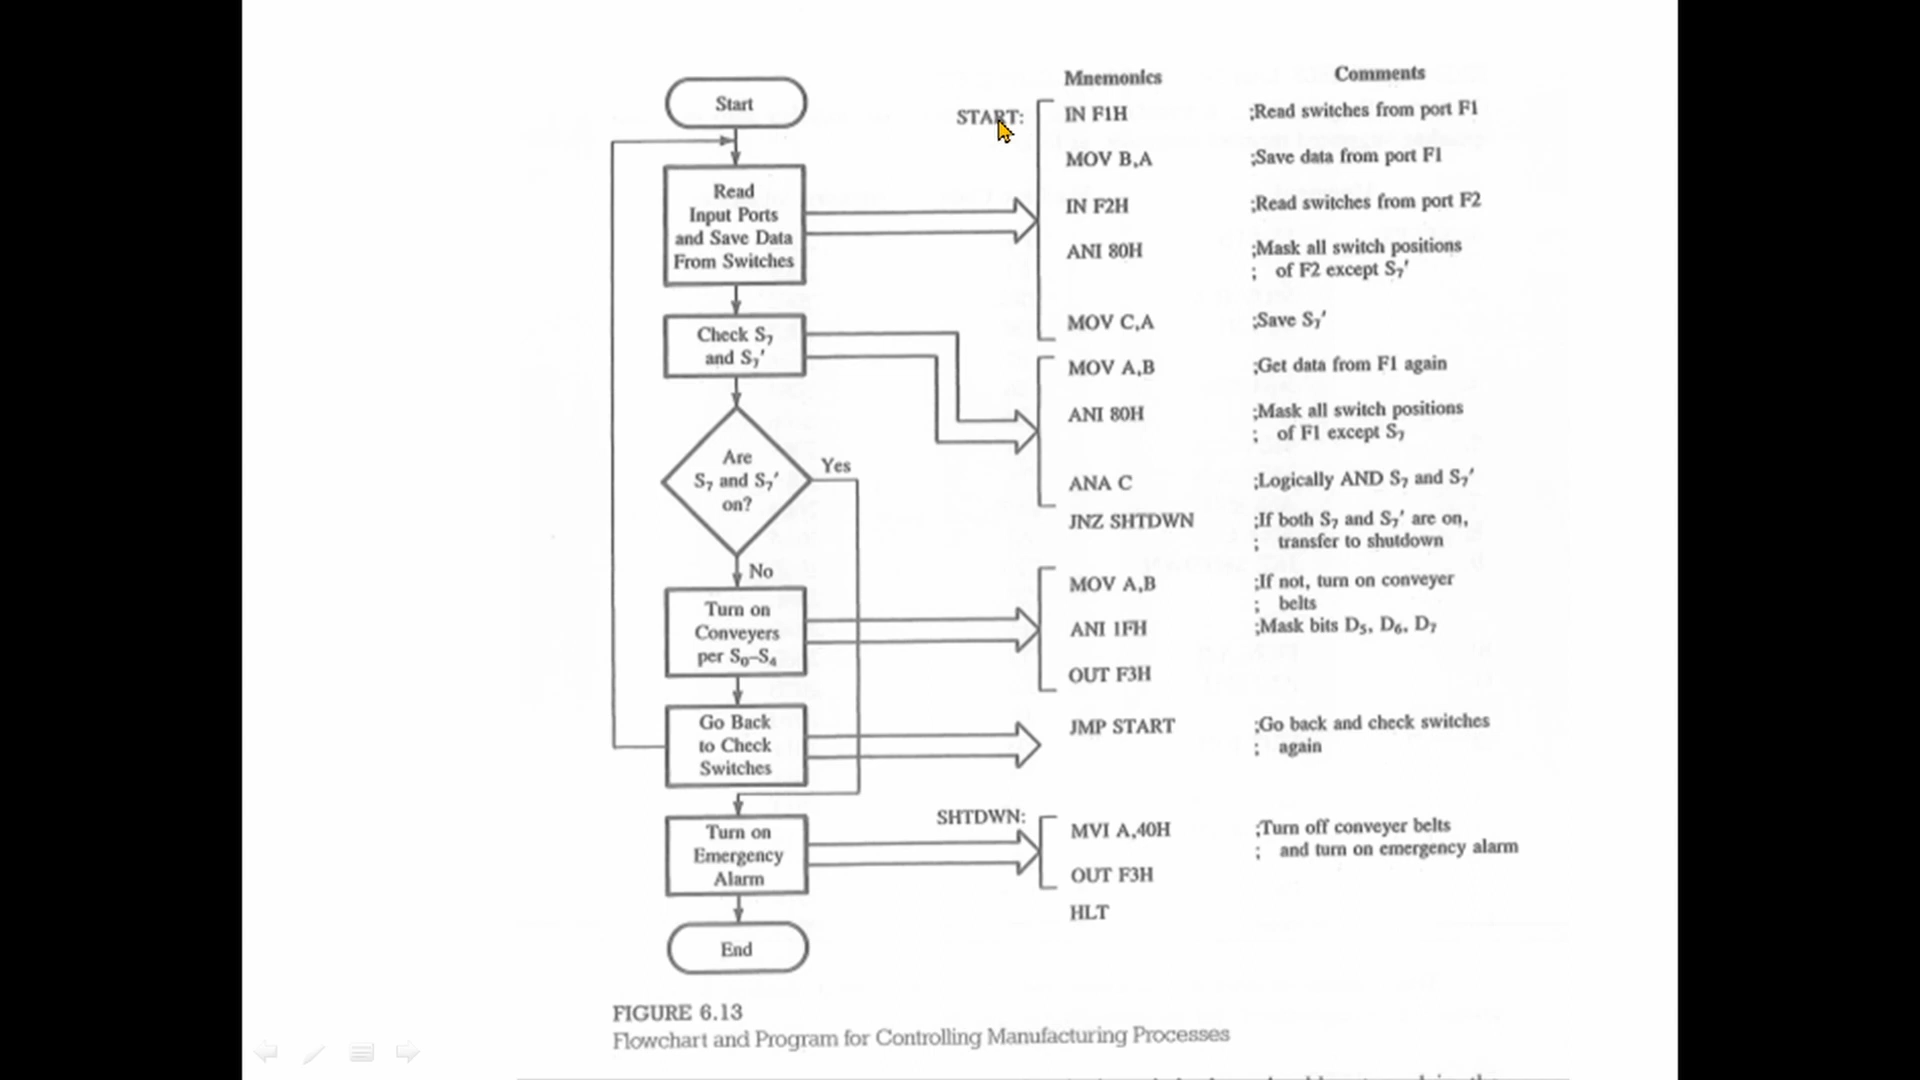 Mnemonics Comments
Start
START: IN F1H ;Read switches from port F1
MOV B,A ;Save data from port F1
Read
Input Ports
and Save Data
From Switches
IN F2H ;Read switches from port F2
ANI 80H ;Mask all switch positions
; of F2 except S₇'
MOV C,A ;Save S₇'
Check S₇
and S₇'
MOV A,B ;Get data from F1 again
ANI 80H ;Mask all switch positions
; of F1 except S₇
Are
S₇ and S₇'
on?
Yes
No
ANA C ;Logically AND S₇ and S₇'
JNZ SHTDWN ;If both S₇ and S₇' are on,
; transfer to shutdown
Turn on
Conveyers
per S₀–S₄
MOV A,B ;If not, turn on conveyer
; belts
ANI 1FH ;Mask bits D₅, D₆, D₇
OUT F3H
Go Back
to Check
Switches
JMP START ;Go back and check switches
; again
Turn on
Emergency
Alarm
SHTDWN: MVI A,40H ;Turn off conveyer belts
; and turn on emergency alarm
OUT F3H
HLT
End
FIGURE 6.13
Flowchart and Program for Controlling Manufacturing Processes